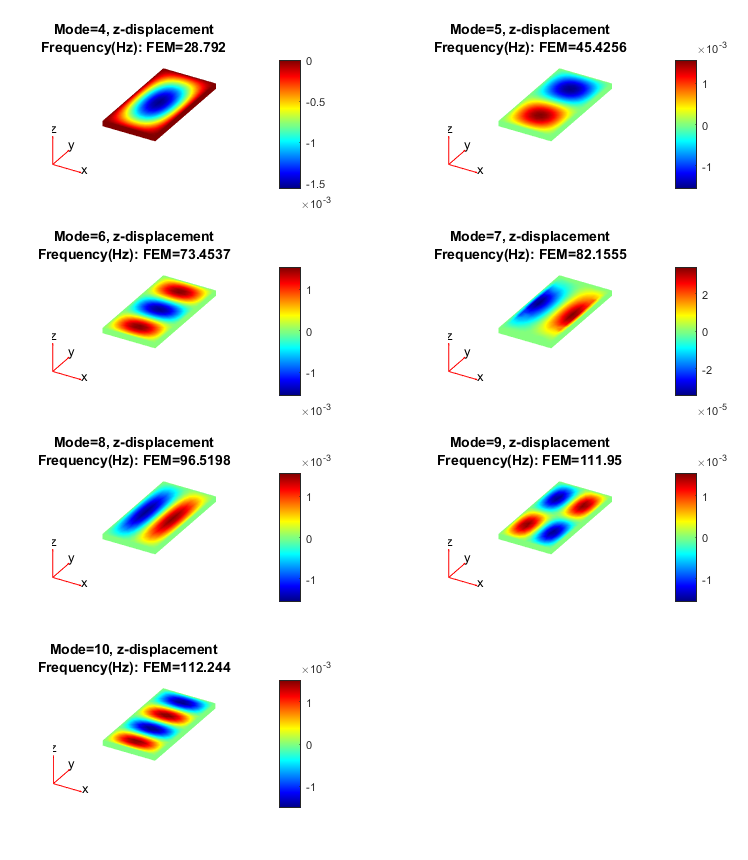 Mode=4, z-displacement
Frequency(Hz): FEM=28.792
0
-0.5
-1
-1.5
×10-3
z
y
x
Mode=5, z-displacement
Frequency(Hz): FEM=45.4256
×10-3
1
0
-1
z
y
x
Mode=6, z-displacement
Frequency(Hz): FEM=73.4537
1
0
-1
×10-3
z
y
x
Mode=7, z-displacement
Frequency(Hz): FEM=82.1555
2
0
-2
×10-5
z
y
x
Mode=8, z-displacement
Frequency(Hz): FEM=96.5198
×10-3
1
0
-1
z
y
x
Mode=9, z-displacement
Frequency(Hz): FEM=111.95
×10-3
1
0
-1
z
y
x
Mode=10, z-displacement
Frequency(Hz): FEM=112.244
×10-3
1
0
-1
z
y
x